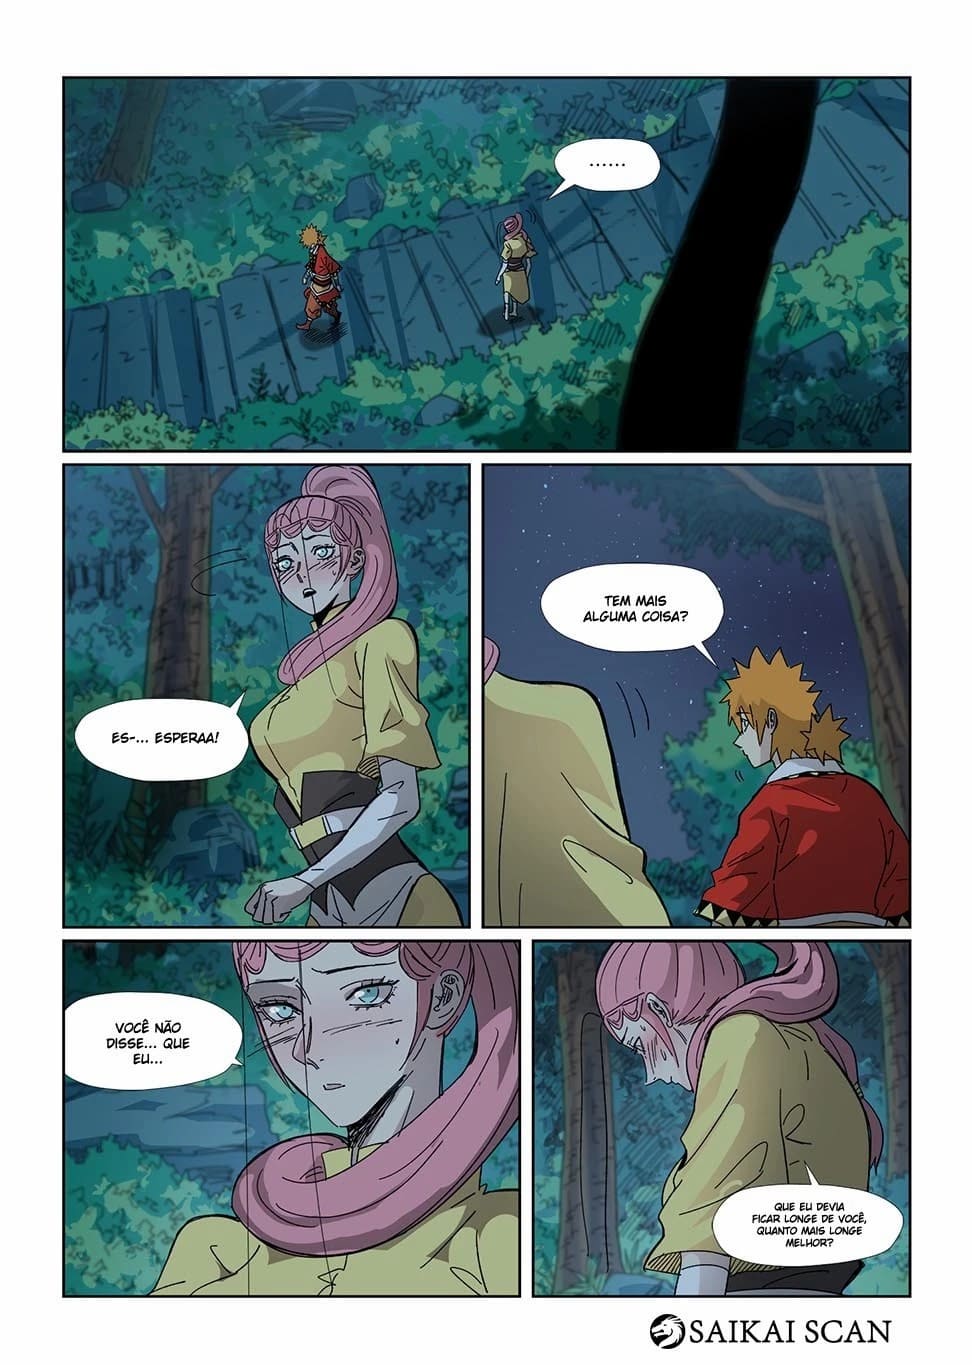 ......
ES-... ESPERAA!
TEM MAIS
ALGUMA COISA?
VOCÊ NÃO
DISSE... QUE
EU...
QUE EU DEVIA
FICAR LONGE DE VOCÊ,
QUANTO MAIS LONGE
MELHOR?
SAIKAI SCAN